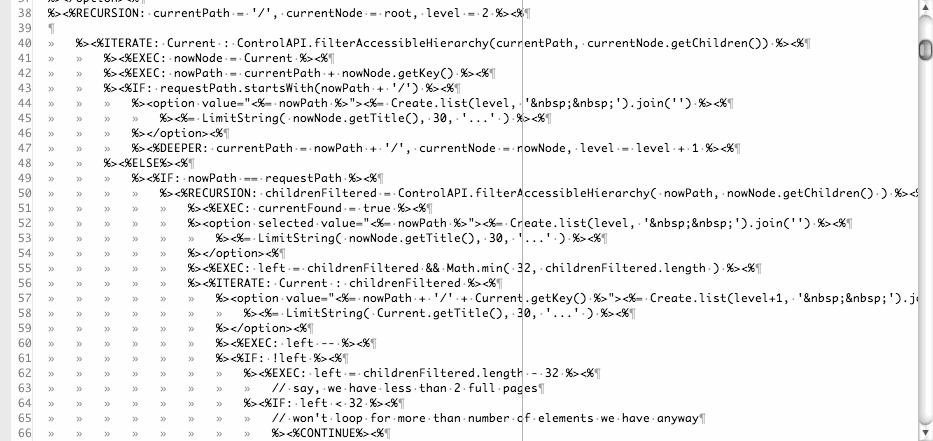 38 %><%RECURSION: currentPath = '/', currentNode = root, level = 2 %><%
39
40 %><%ITERATE: Current : ControlAPI.filterAccessibleHierarchy(currentPath, currentNode.getChildren()) %><%
41 %><%EXEC: nowNode = Current %><%
42 %><%EXEC: nowPath = currentPath + nowNode.getKey() %><%
43 %><%IF: requestPath.startsWith(nowPath + '/') %><%
44 %><option value="<%= nowPath %>"><%= Create.list(level, '&nbsp;&nbsp;').join('') %><%
45 %><%= LimitString( nowNode.getTitle(), 30, '...' ) %><%
46 %></option><%
47 %><%DEEPER: currentPath = nowPath + '/', currentNode = nowNode, level = level + 1 %><%
48 %><%ELSE%><%
49 %><%IF: nowPath == requestPath %><%
50 %><%RECURSION: childrenFiltered = ControlAPI.filterAccessibleHierarchy( nowPath, nowNode.getChildren() ) %><%
51 %><%EXEC: currentFound = true %><%
52 %><option selected value="<%= nowPath %>"><%= Create.list(level, '&nbsp;&nbsp;').join('') %><%
53 %><%= LimitString( nowNode.getTitle(), 30, '...' ) %><%
54 %></option><%
55 %><%EXEC: left = childrenFiltered && Math.min( 32, childrenFiltered.length ) %><%
56 %><%ITERATE: Current : childrenFiltered %><%
57 %><option value="<%= nowPath + '/' + Current.getKey() %>"><%= Create.list(level+1, '&nbsp;&nbsp;').jo
58 %><%= LimitString( Current.getTitle(), 30, '...' ) %><%
59 %></option><%
60 %><%EXEC: left -- %><%
61 %><%IF: !left %><%
62 %><%EXEC: left = childrenFiltered.length - 32 %><%
63 // say, we have less than 2 full pages
64 %><%IF: left < 32 %><%
65 // won't loop for more than number of elements we have anyway
66 %><%CONTINUE%><%